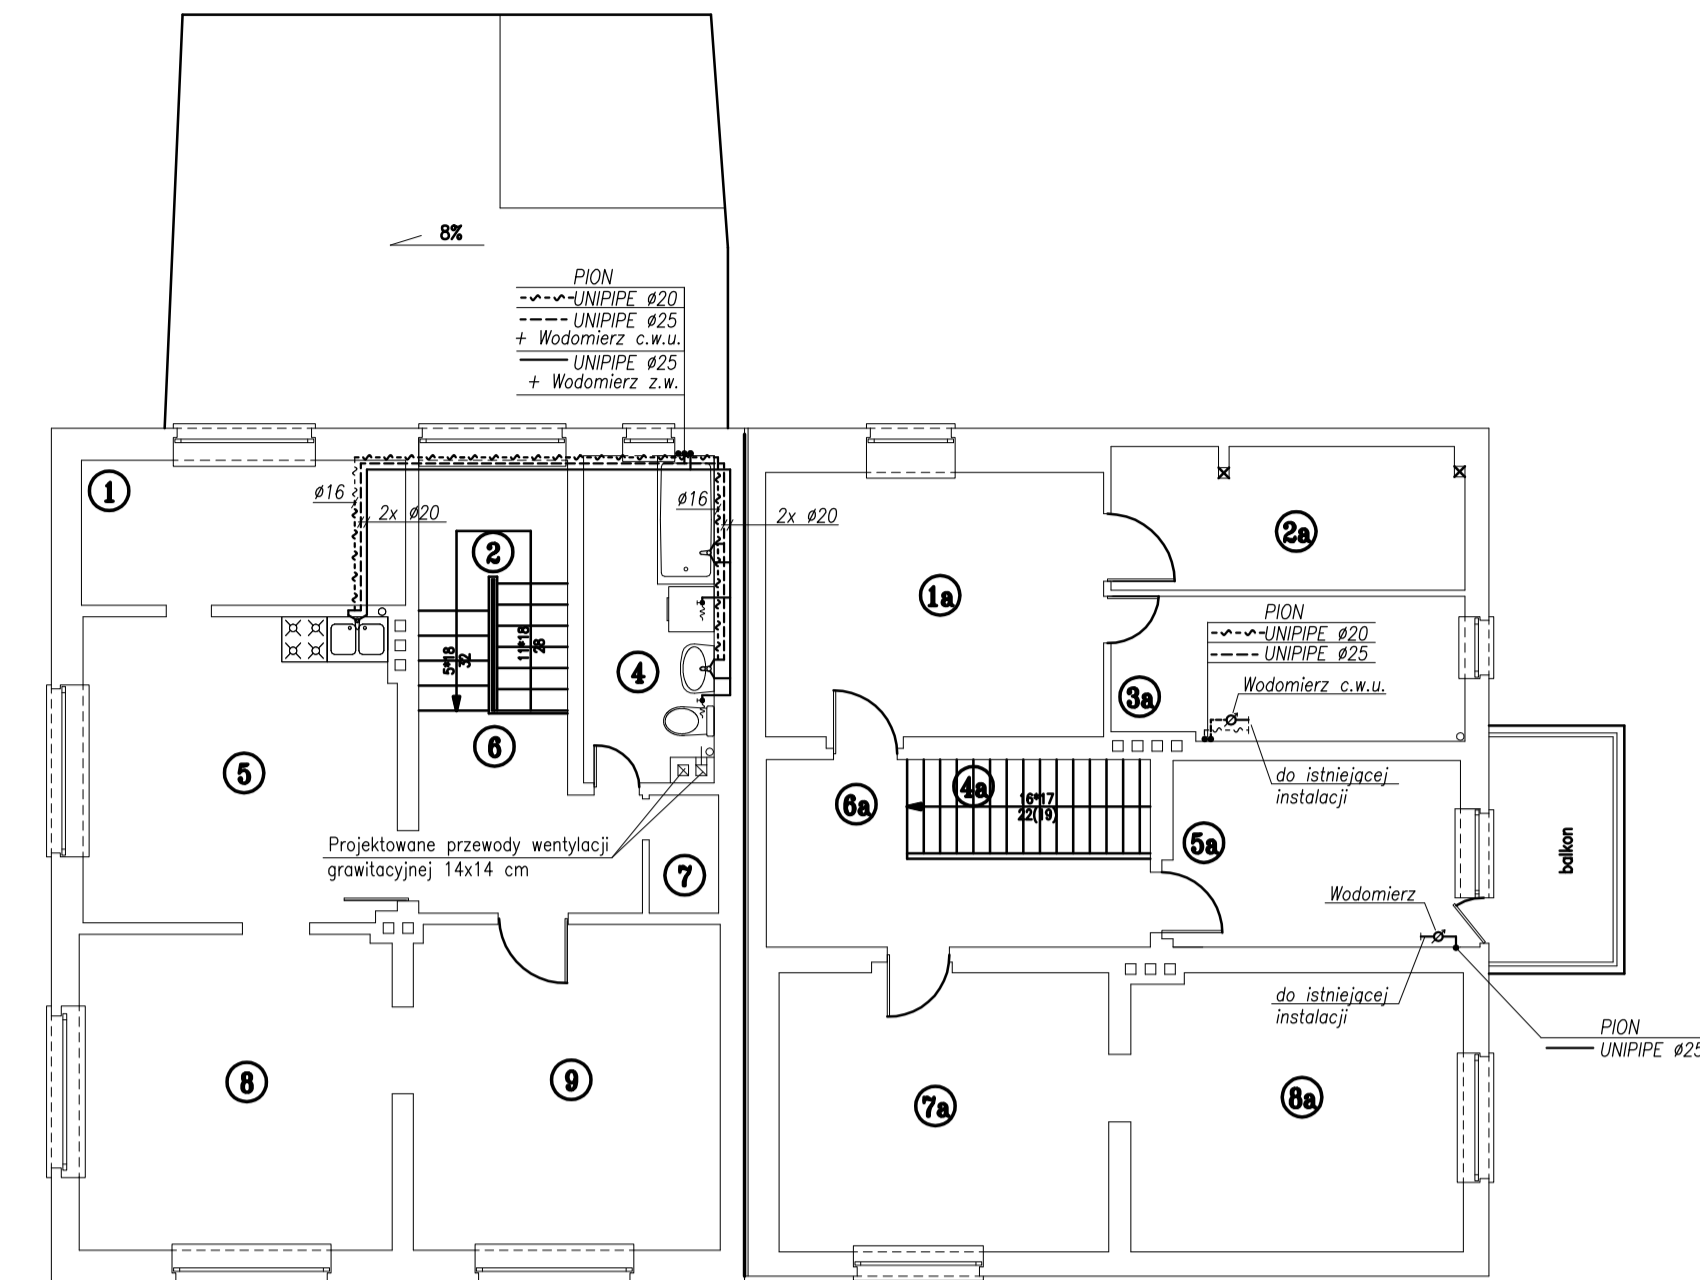 8%
PION
UNIPIPE ø20
UNIPIPE ø25
+ Wodomierz c.w.u.
UNIPIPE ø25
+ Wodomierz z.w.
1
ø16
2x ø20
2
ø16
2x ø20
5*18
32
11*18
28
4
6
5
Projektowane przewody wentylacji
grawitacyjnej 14x14 cm
7
8
9
1a
2a
PION
UNIPIPE ø20
UNIPIPE ø25
Wodomierz c.w.u.
3a
do istniejącej
instalacji
4a
16*17
22(19)
6a
5a
balkon
Wodomierz
do istniejącej
instalacji
PION
UNIPIPE ø25
7a
8a